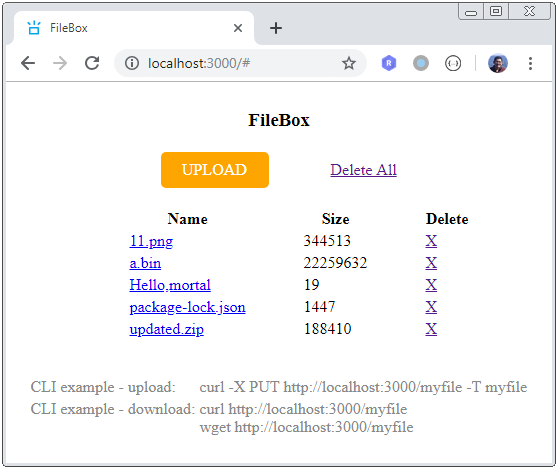 FileBox
localhost:3000/#
FileBox
UPLOAD Delete All
Name Size Delete
11.png 344513 X
a.bin 22259632 X
Hello,mortal 19 X
package-lock.json 1447 X
updated.zip 188410 X
CLI example - upload: curl -X PUT http://localhost:3000/myfile -T myfile
CLI example - download: curl http://localhost:3000/myfile
wget http://localhost:3000/myfile